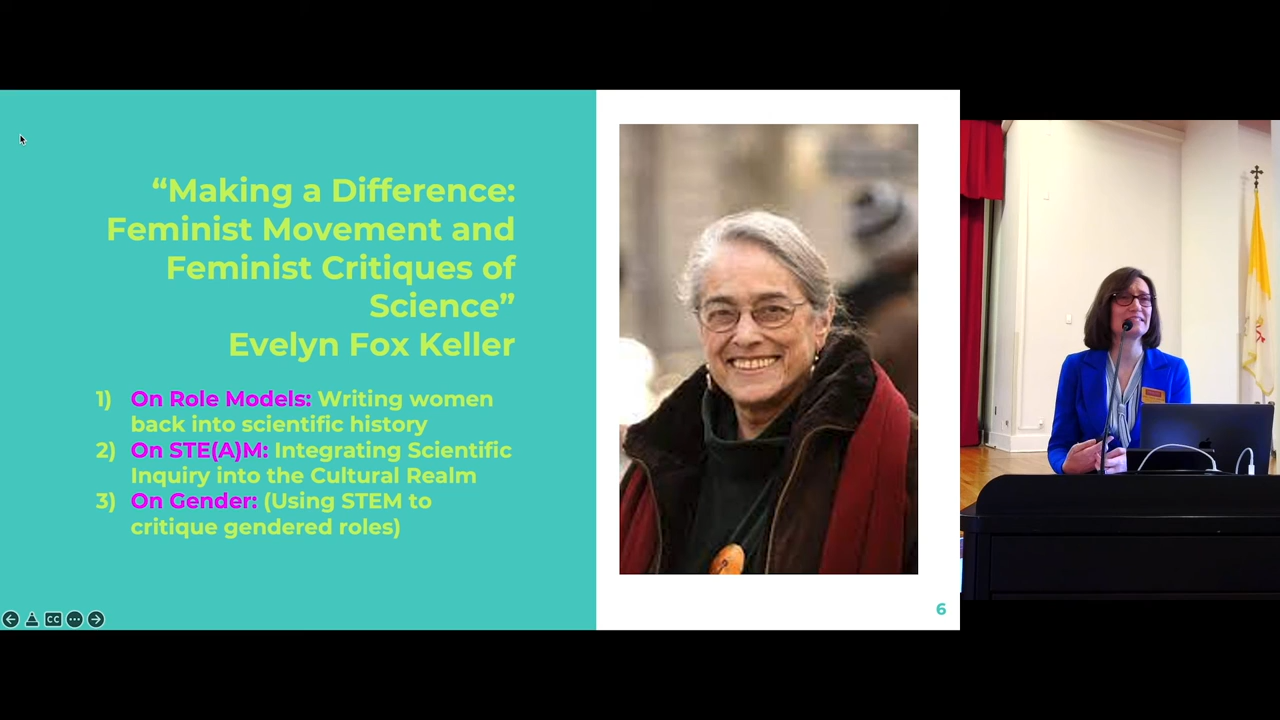 “Making a Difference:
Feminist Movement and
Feminist Critiques of
Science”
Evelyn Fox Keller
1) On Role Models: Writing women
back into scientific history
2) On STE(A)M: Integrating Scientific
Inquiry into the Cultural Realm
3) On Gender: (Using STEM to
critique gendered roles)
CC
6